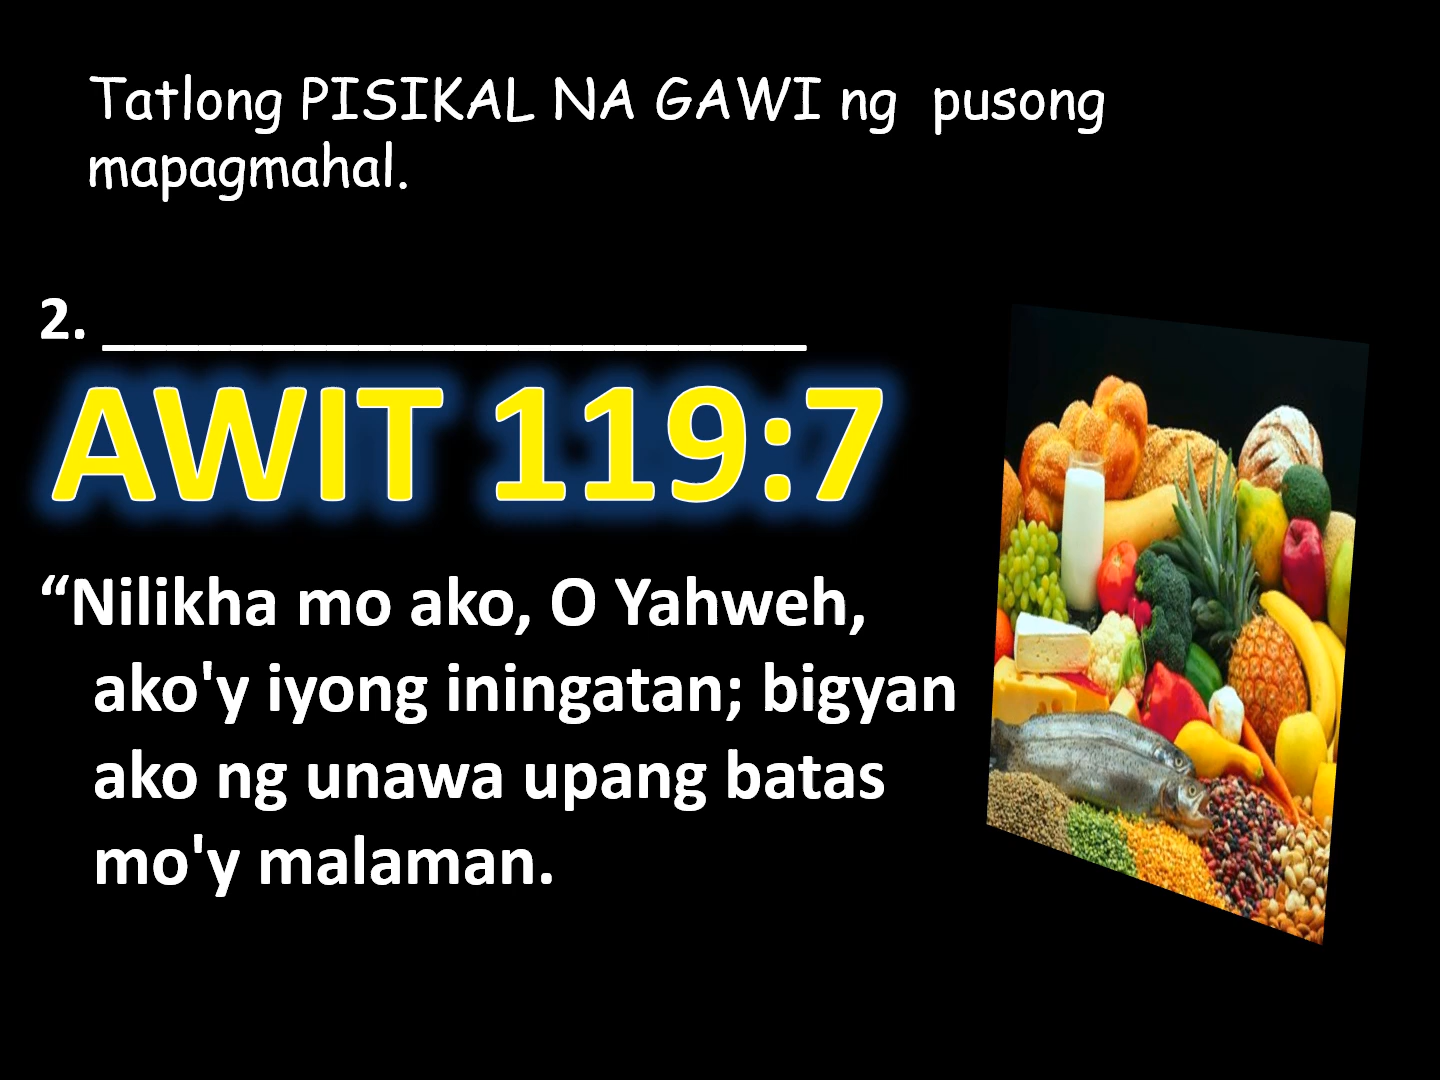 Tatlong PISIKAL NA GAWI ng  pusong
mapagmahal.
2. ______________________
AWIT 119:7
“Nilikha mo ako, O Yahweh,
ako'y iyong iningatan; bigyan
ako ng unawa upang batas
mo'y malaman.